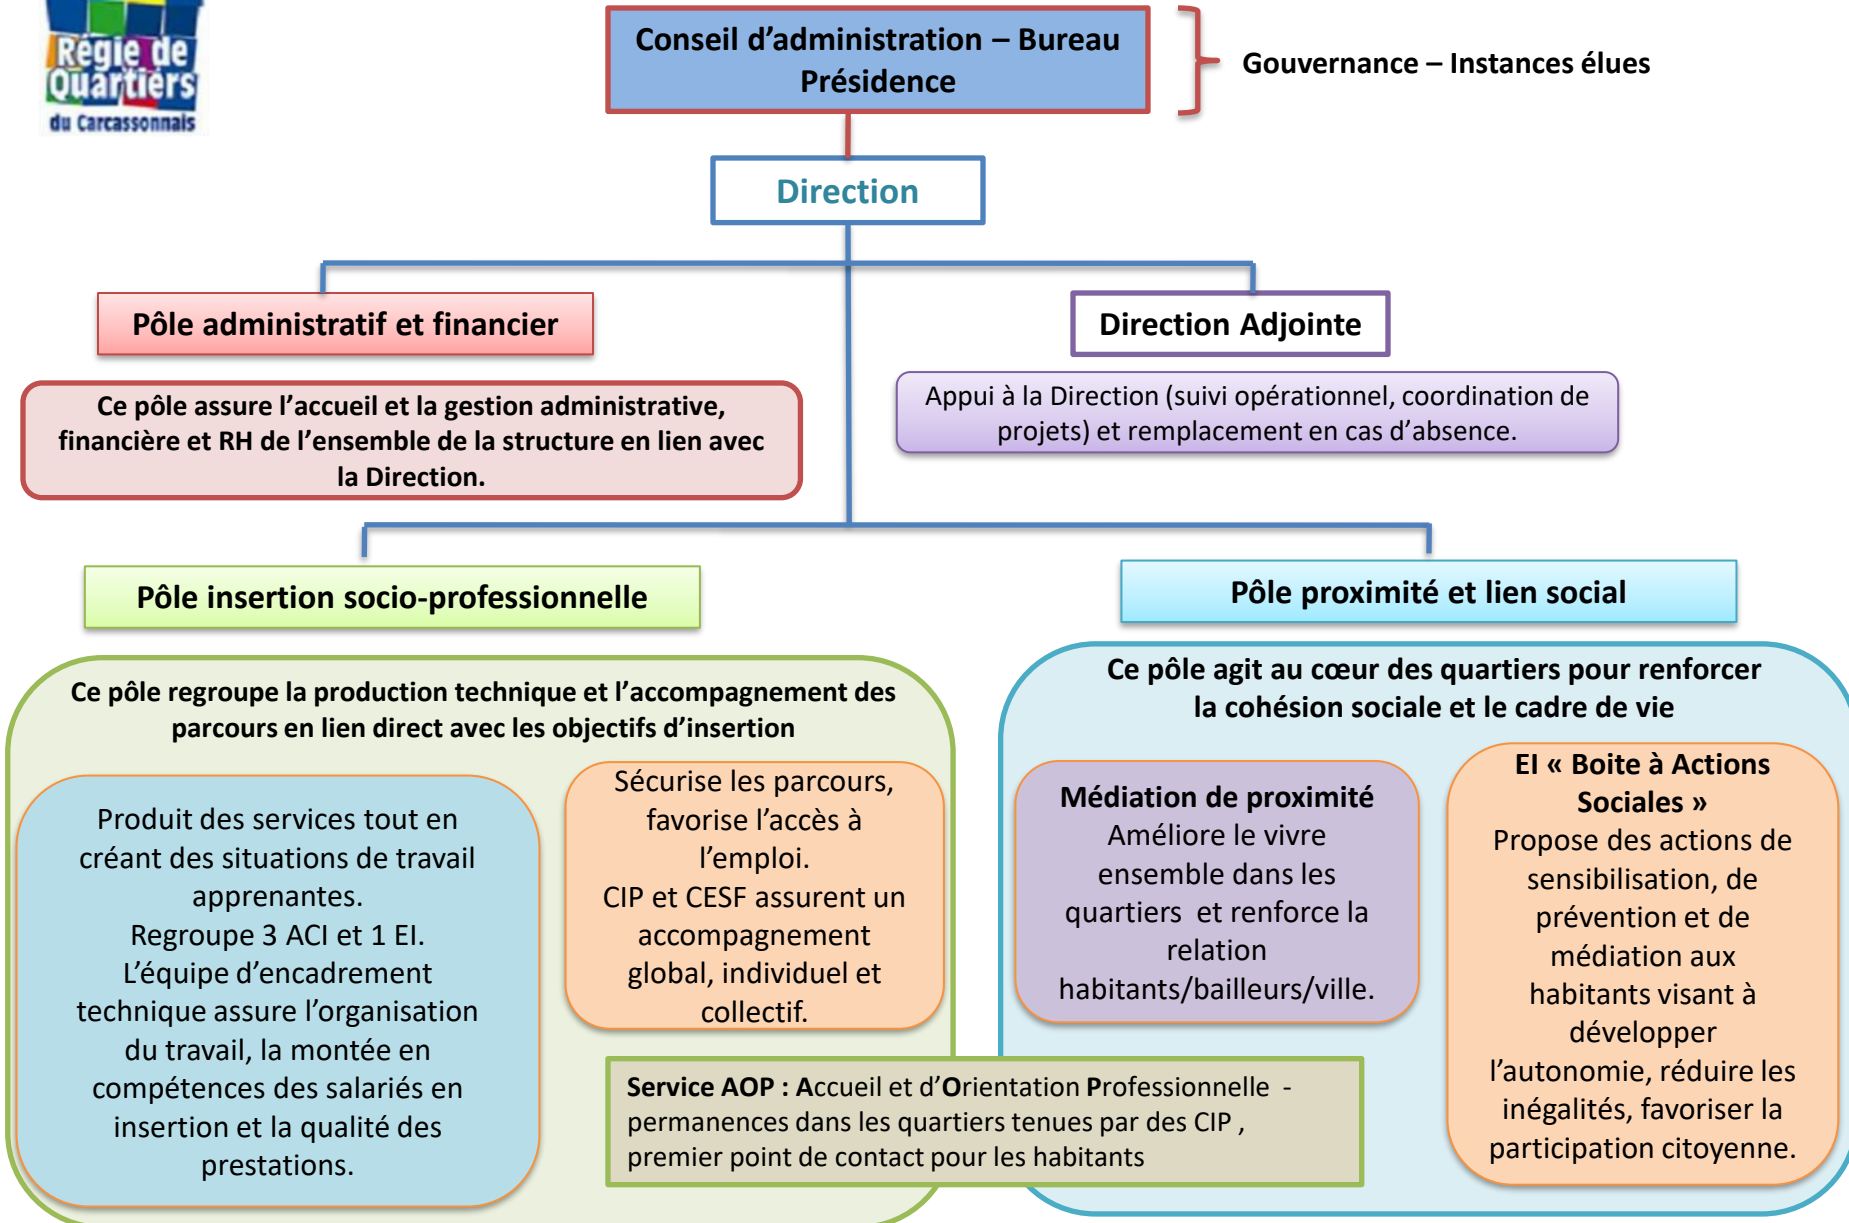 Régie de
Quartiers
du Carcassonnais
Conseil d'administration – Bureau
Présidence
Gouvernance – Instances élues
Direction
Pôle administratif et financier
Direction Adjointe
Ce pôle assure l'accueil et la gestion administrative,
financière et RH de l'ensemble de la structure en lien avec
la Direction.
Appui à la Direction (suivi opérationnel, coordination de
projets) et remplacement en cas d'absence.
Pôle insertion socio-professionnelle
Pôle proximité et lien social
Ce pôle regroupe la production technique et l'accompagnement des
parcours en lien direct avec les objectifs d'insertion
Produit des services tout en
créant des situations de travail
apprenantes.
Regroupe 3 ACI et 1 EI.
L'équipe d'encadrement
technique assure l'organisation
du travail, la montée en
compétences des salariés en
insertion et la qualité des
prestations.
Sécurise les parcours,
favorise l'accès à
l'emploi.
CIP et CESF assurent un
accompagnement
global, individuel et
collectif.
Ce pôle agit au cœur des quartiers pour renforcer
la cohésion sociale et le cadre de vie
Médiation de proximité
Améliore le vivre
ensemble dans les
quartiers et renforce la
relation
habitants/bailleurs/ville.
EI « Boite à Actions
Sociales »
Propose des actions de
sensibilisation, de
prévention et de
médiation aux
habitants visant à
développer
l'autonomie, réduire les
inégalités, favoriser la
participation citoyenne.
Service AOP : Accueil et d'Orientation Professionnelle -
permanences dans les quartiers tenues par des CIP ,
premier point de contact pour les habitants